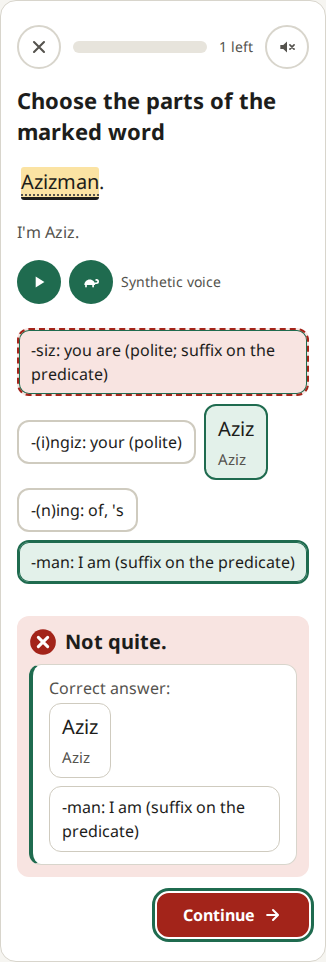 1 left
Choose the parts of the
marked word
Azizman.
I'm Aziz.
Synthetic voice
-siz: you are (polite; suffix on the
predicate)
-(i)ngiz: your (polite)
Aziz
Aziz
-(n)ing: of, 's
-man: I am (suffix on the predicate)
Not quite.
Correct answer:
Aziz
Aziz
-man: I am (suffix on the
predicate)
Continue